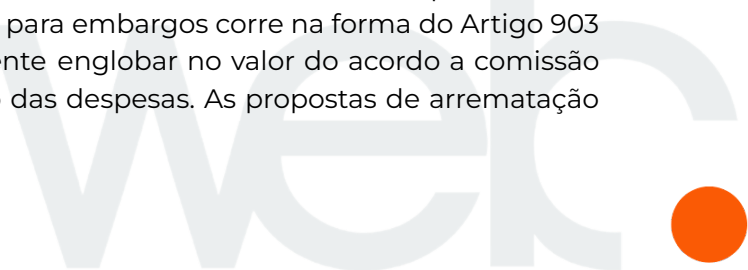 para embargos corre na forma do Artigo 903
englobar no valor do acordo a comissão
das despesas. As propostas de arrematação
web.